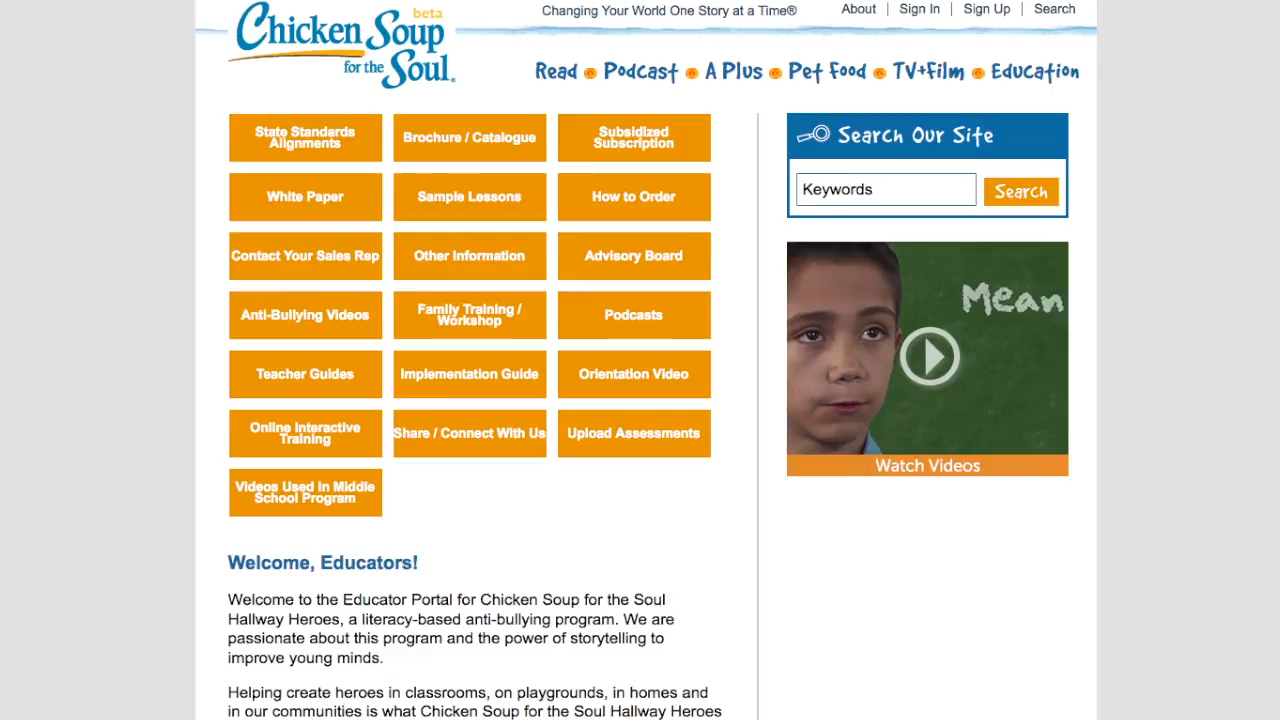 beta
Chicken Soup
for the Soul®
Changing Your World One Story at a Time®
About | Sign In | Sign Up | Search
Read Podcast A Plus Pet Food TV+Film Education
State Standards
Alignments
Brochure / Catalogue
Subsidized
Subscription
White Paper
Sample Lessons
How to Order
Contact Your Sales Rep
Other Information
Advisory Board
Anti-Bullying Videos
Family Training /
Workshop
Podcasts
Teacher Guides
Implementation Guide
Orientation Video
Online Interactive
Training
Share / Connect With Us
Upload Assessments
Videos Used In Middle
School Program
Search Our Site
Keywords
Search
Mean
Watch Videos
Welcome, Educators!
Welcome to the Educator Portal for Chicken Soup for the Soul
Hallway Heroes, a literacy-based anti-bullying program. We are
passionate about this program and the power of storytelling to
improve young minds.
Helping create heroes in classrooms, on playgrounds, in homes and
in our communities is what Chicken Soup for the Soul Hallway Heroes